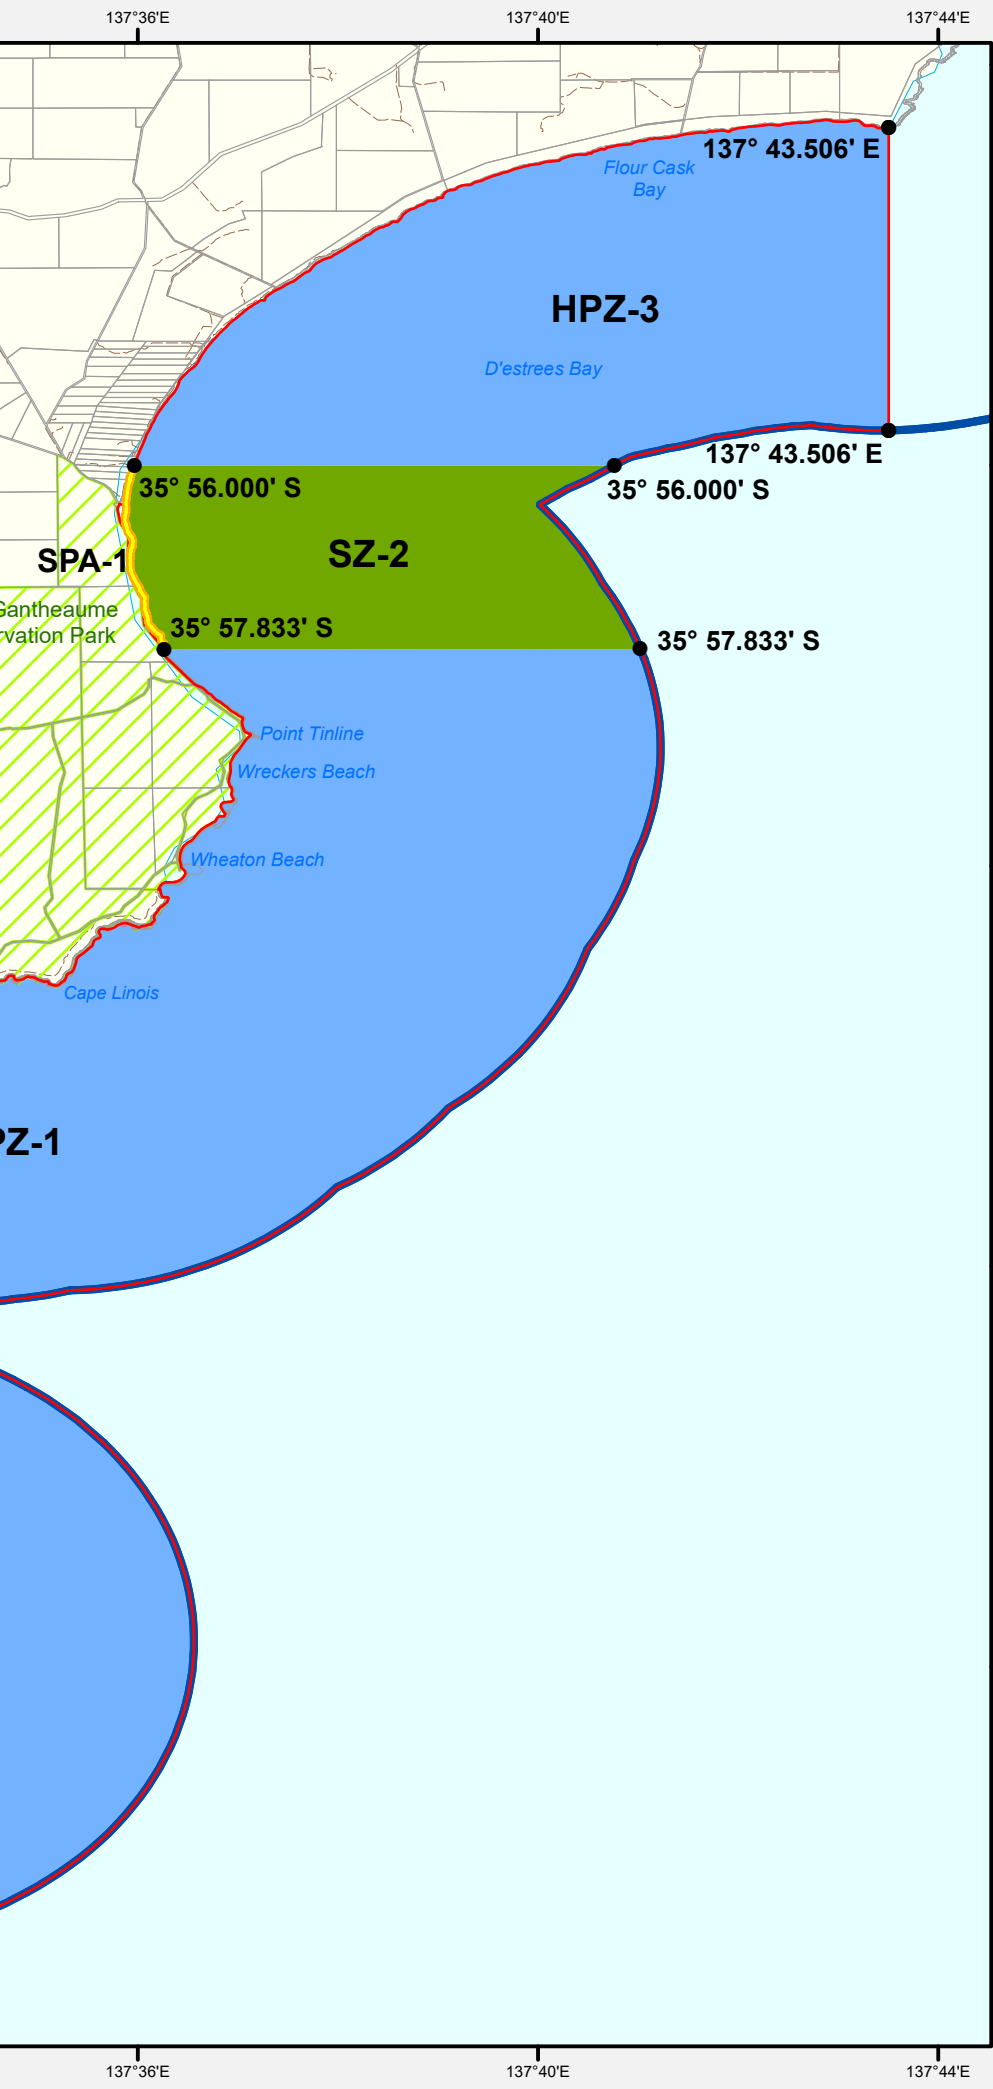 137°36'E
137°40'E
137°44'E
137° 43.506' E
Flour Cask
Bay
HPZ-3
D'estrees Bay
137° 43.506' E
35° 56.000' S
35° 56.000' S
SZ-2
SPA-1
Gantheaume
rvation Park
35° 57.833' S
35° 57.833' S
Point Tinline
Wreckers Beach
Wheaton Beach
Cape Linois
PZ-1
137°36'E
137°40'E
137°44'E